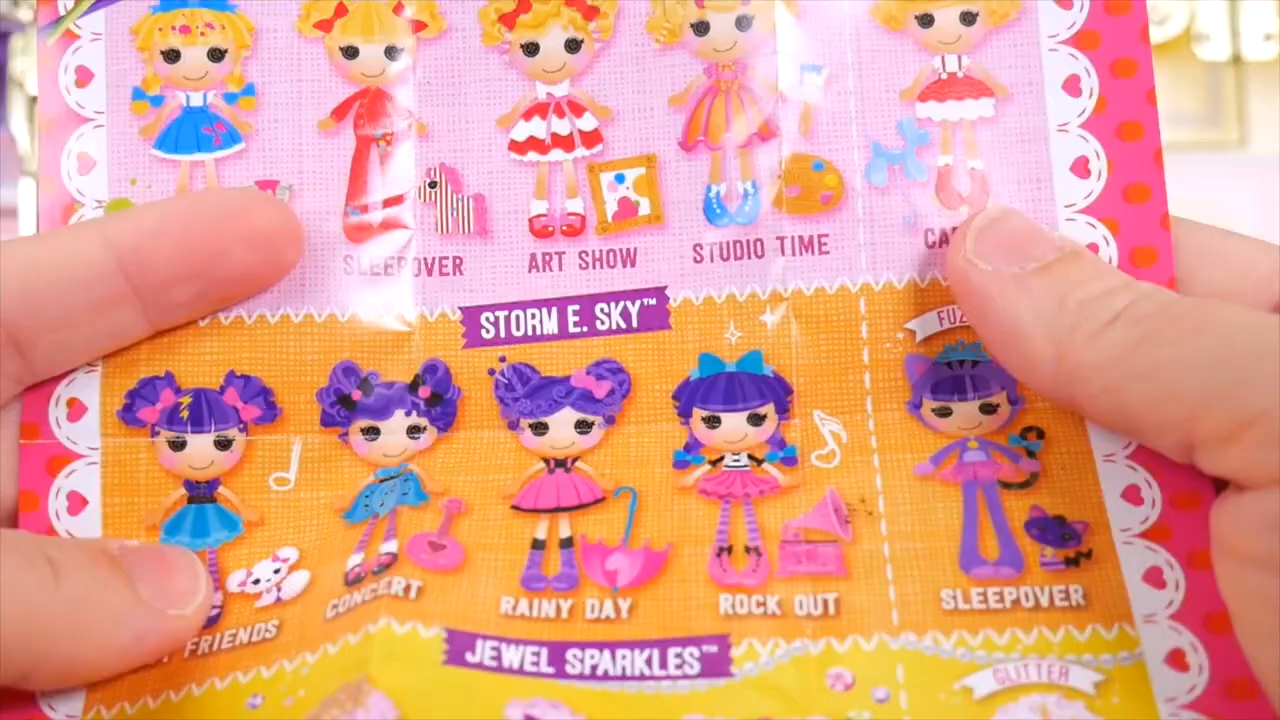 SLEEPOVER
ART SHOW
STUDIO TIME
STORM E. SKY™
FRIENDS
CONCERT
RAINY DAY
ROCK OUT
SLEEPOVER
JEWEL SPARKLES™
GLITTER